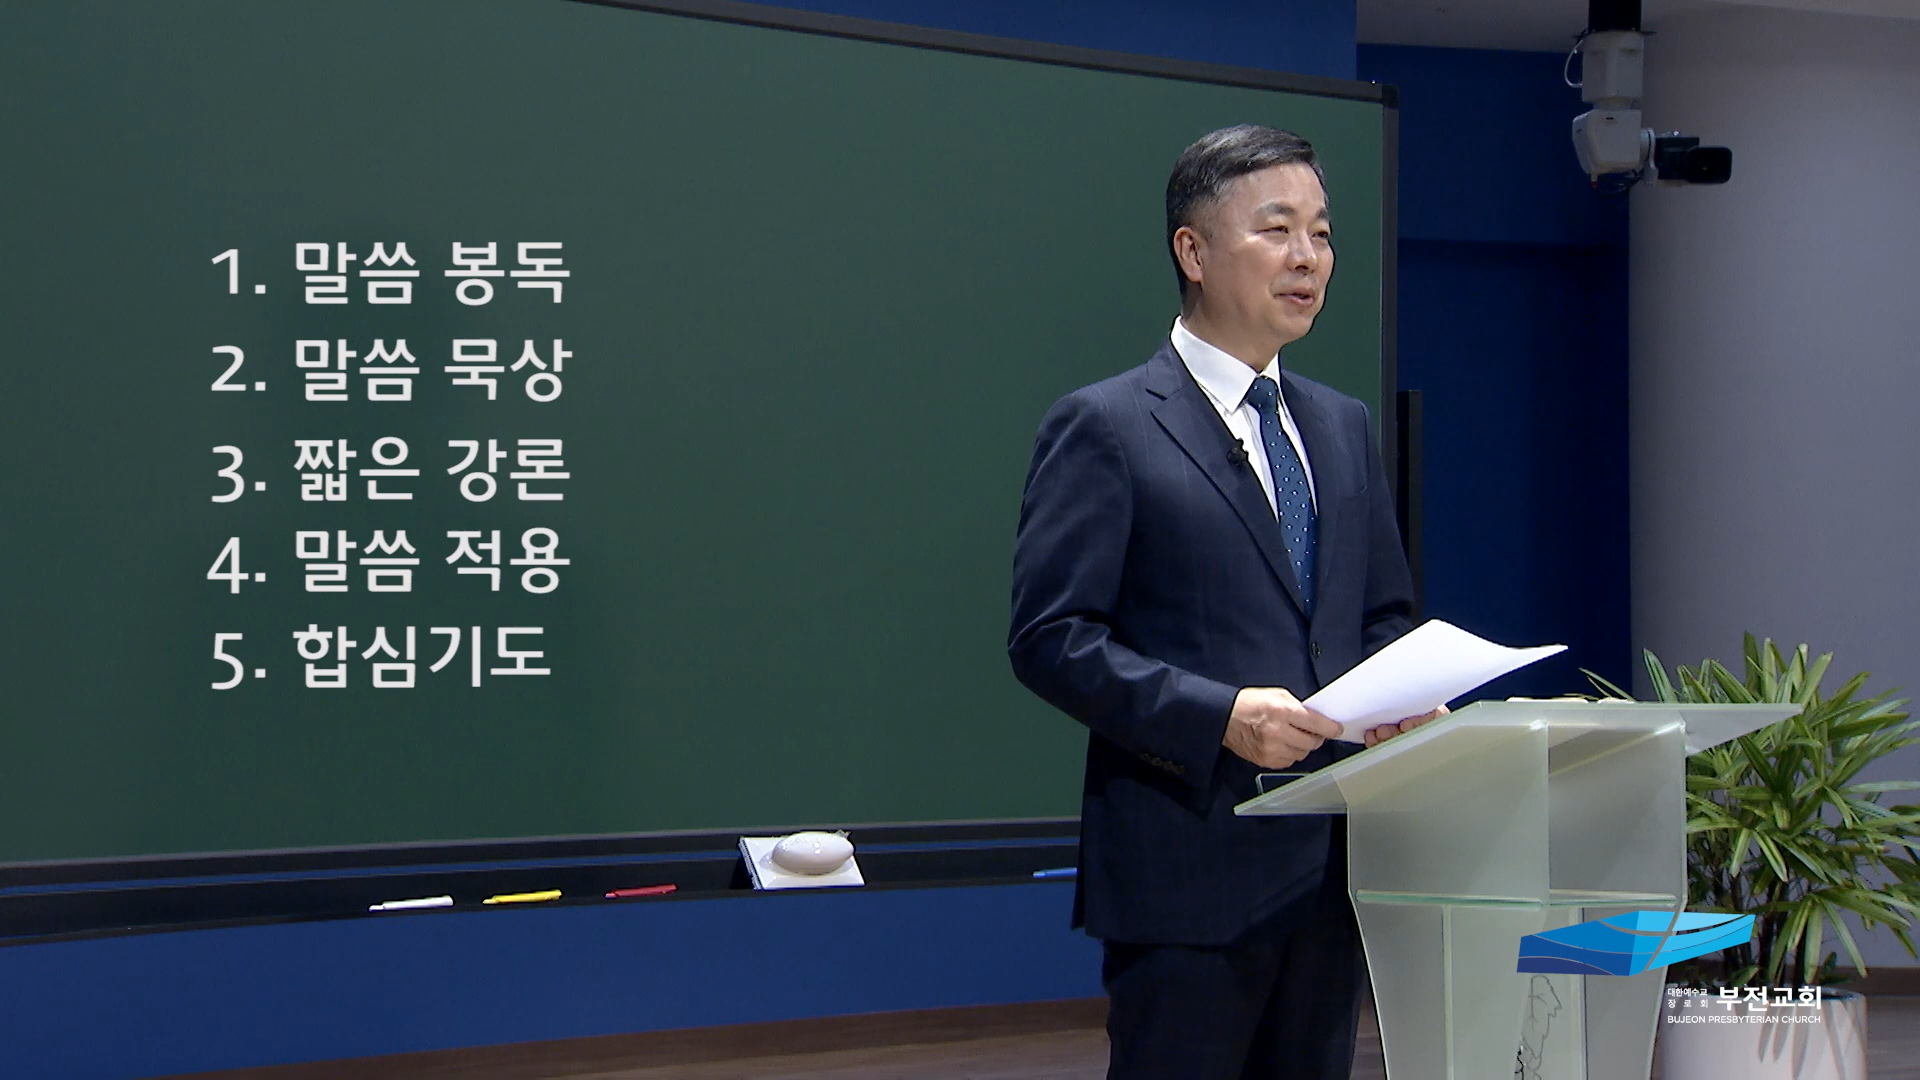 1. 말씀 봉독
2. 말씀 묵상
3. 짧은 강론
4. 말씀 적용
5. 합심기도
대한예수교
장로회 부전교회
BUJEON PRESBYTERIAN CHURCH